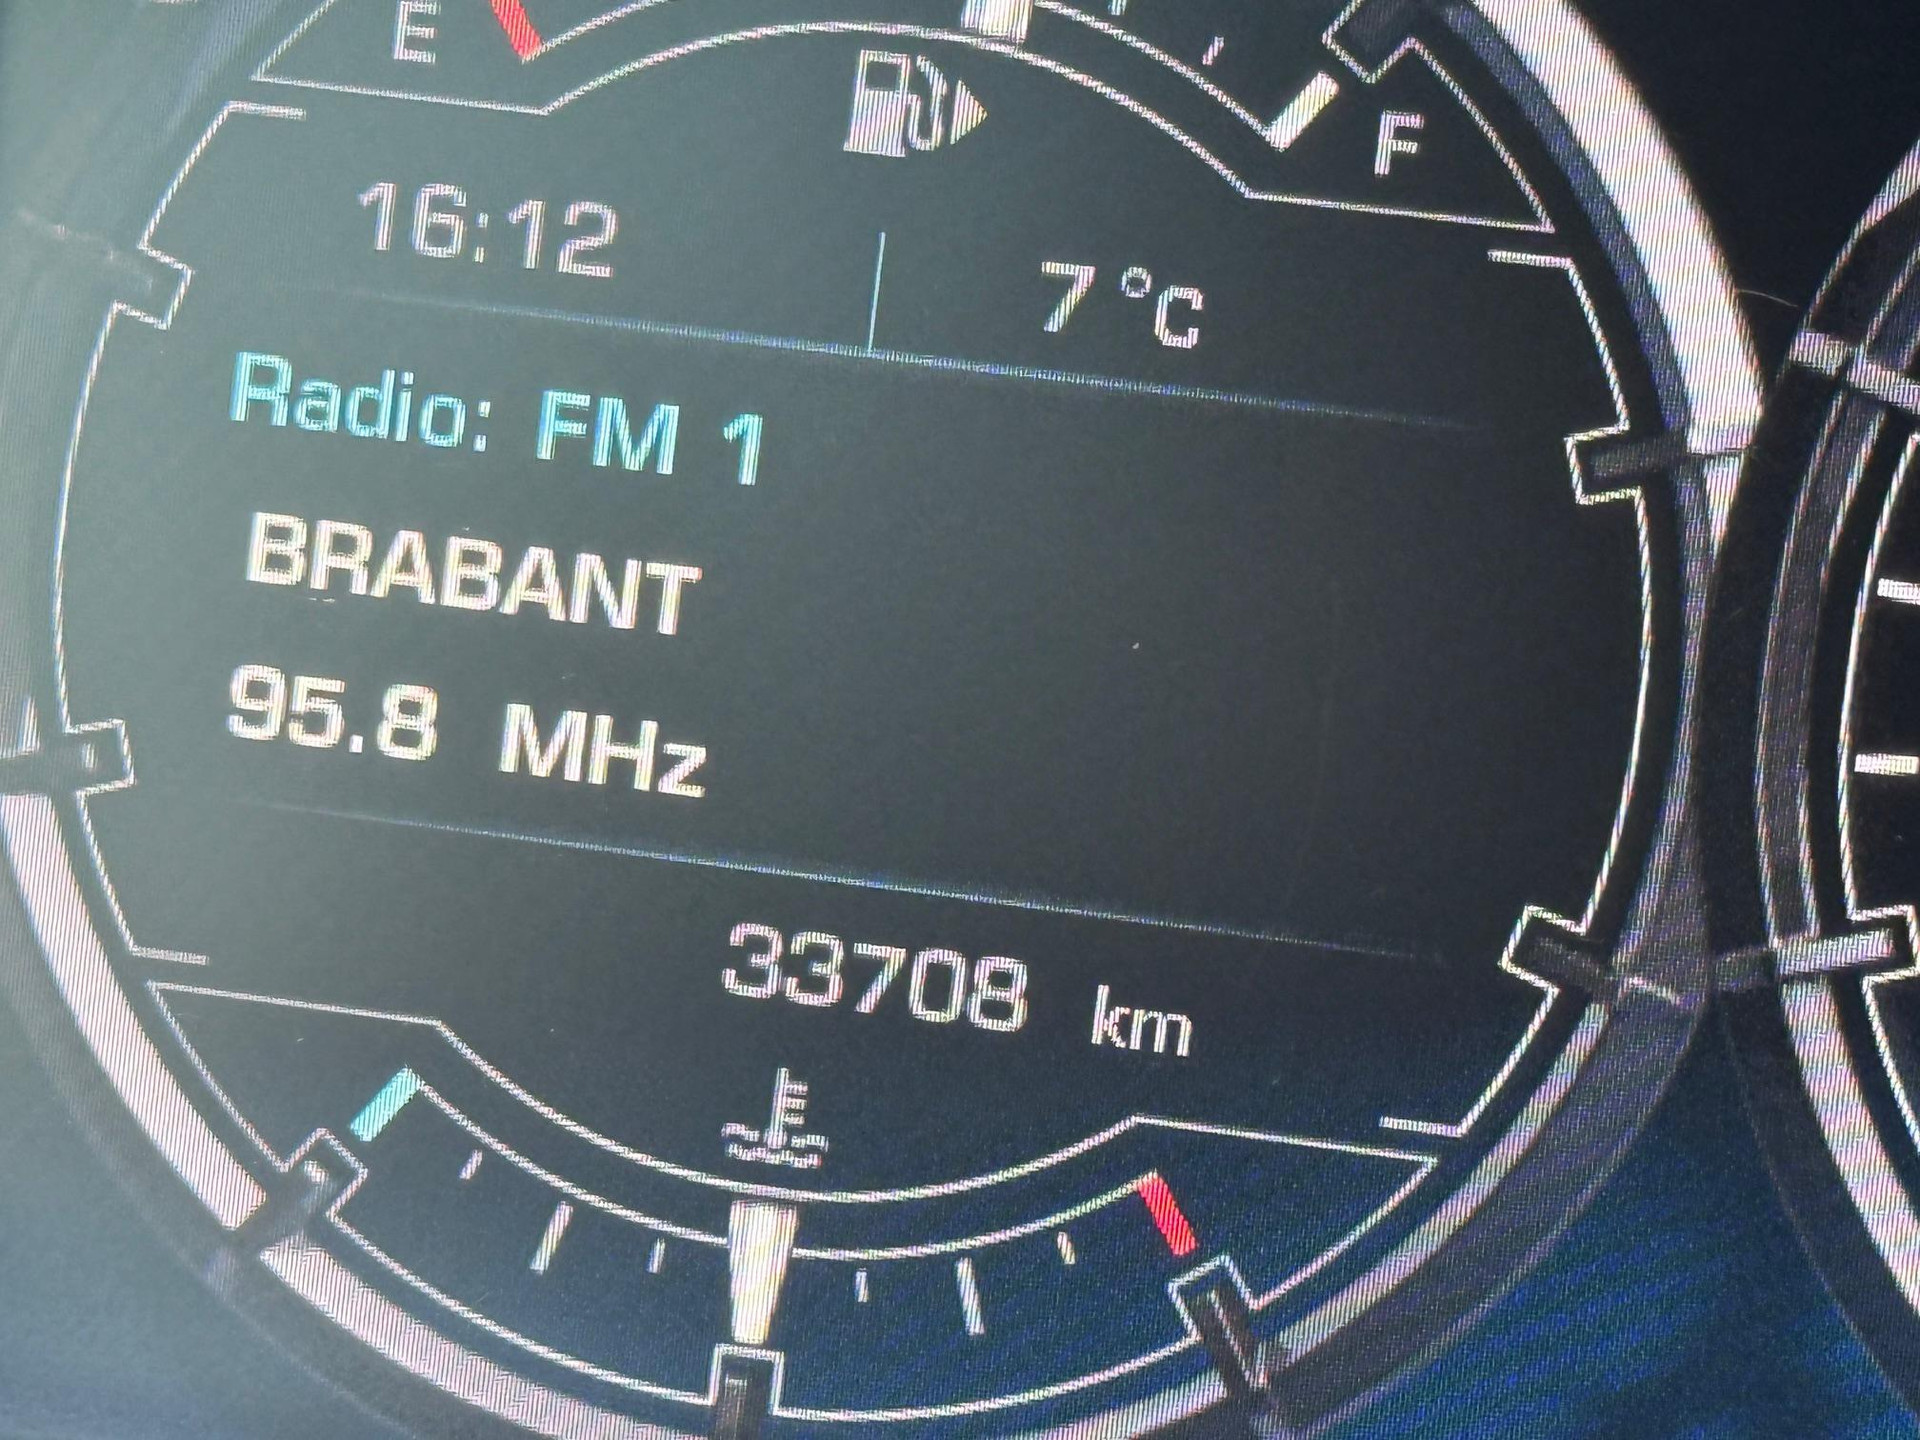 E
F
16:12
7°C
Radio: FM 1
BRABANT
95.8 MHz
33708 km